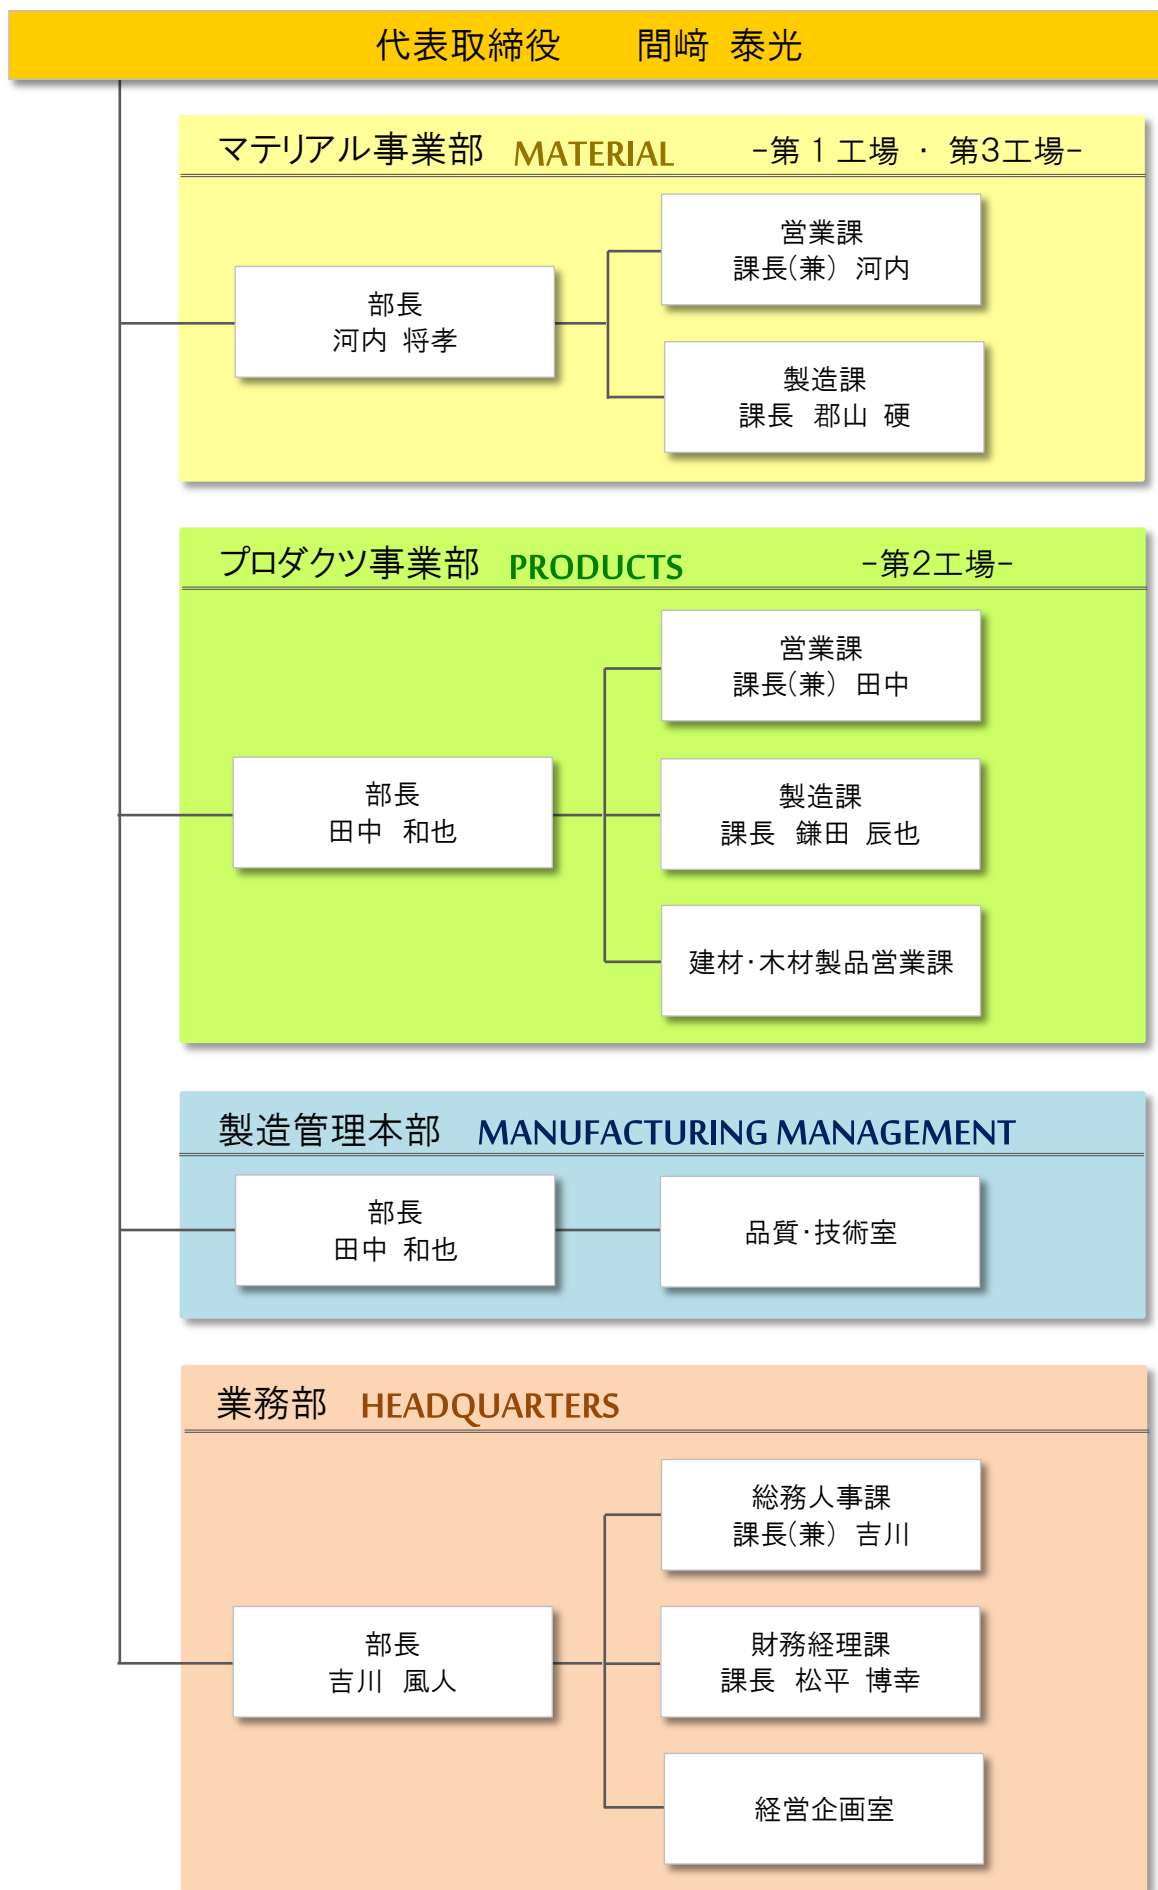 代表取締役　　間﨑 泰光
マテリアル事業部 MATERIAL -第１工場 ・ 第3工場-
営業課
課長(兼) 河内
部長
河内 将孝
製造課
課長 郡山 硬
プロダクツ事業部 PRODUCTS -第2工場-
営業課
課長(兼) 田中
部長
田中 和也
製造課
課長 鎌田 辰也
建材・木材製品営業課
製造管理本部 MANUFACTURING MANAGEMENT
部長
田中 和也
品質・技術室
業務部 HEADQUARTERS
総務人事課
課長(兼) 吉川
部長
吉川 風人
財務経理課
課長 松平 博幸
経営企画室